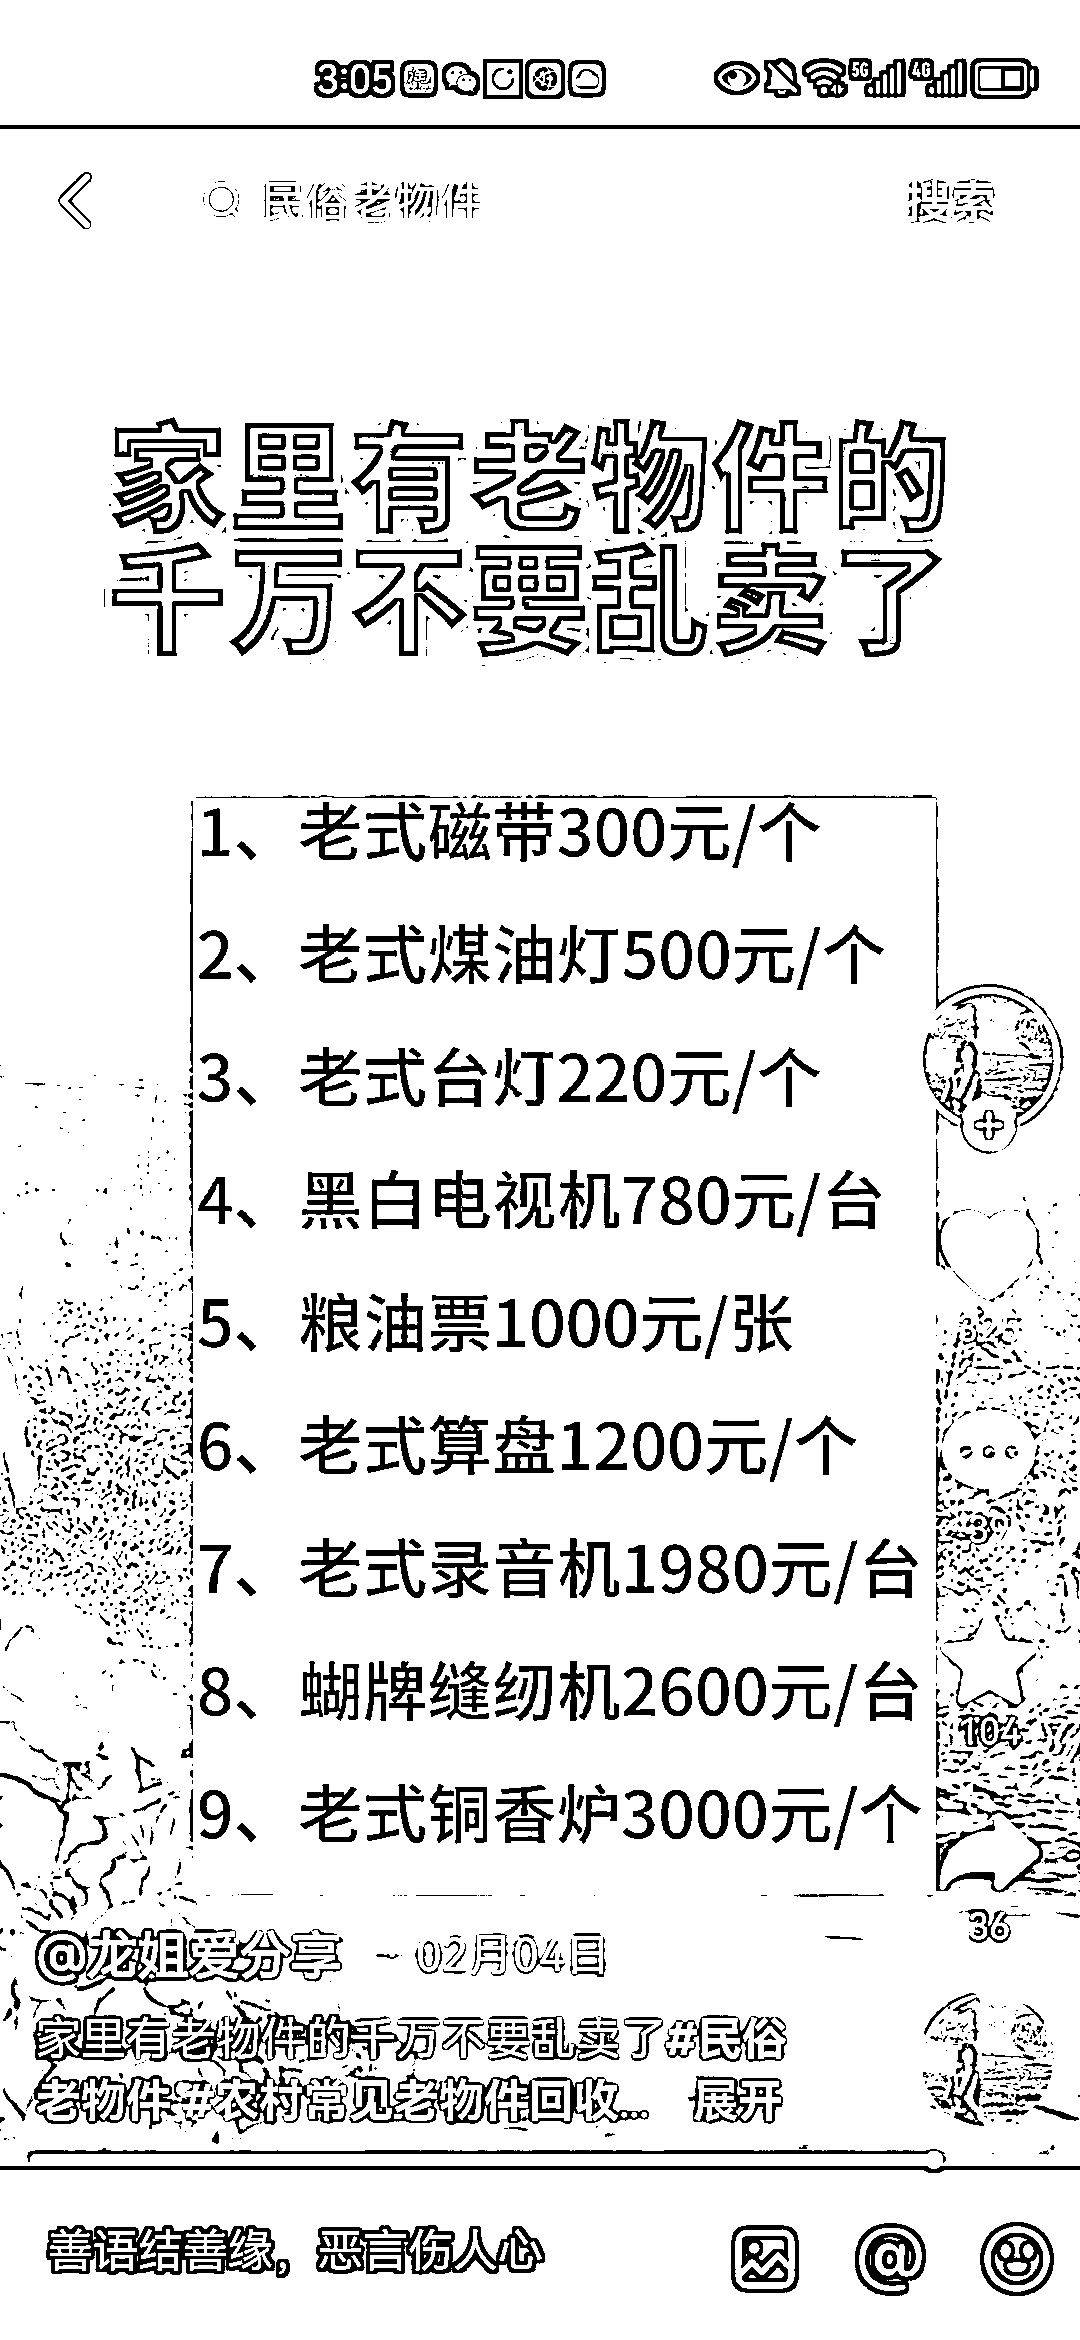 3:05 5G 4G
民俗老物件 搜索
家里有老物件的
千万不要乱卖了
1、老式磁带300元/个
2、老式煤油灯500元/个
3、老式台灯220元/个
4、黑白电视机780元/台
5、粮油票1000元/张
6、老式算盘1200元/个
7、老式录音机1980元/台
8、蝴牌缝纫机2600元/台
9、老式铜香炉3000元/个
104
36
@龙姐爱分享 ~ 02月04日
家里有老物件的千万不要乱卖了#民俗
老物件#农村常见老物件回收... 展开
善语结善缘，恶言伤人心